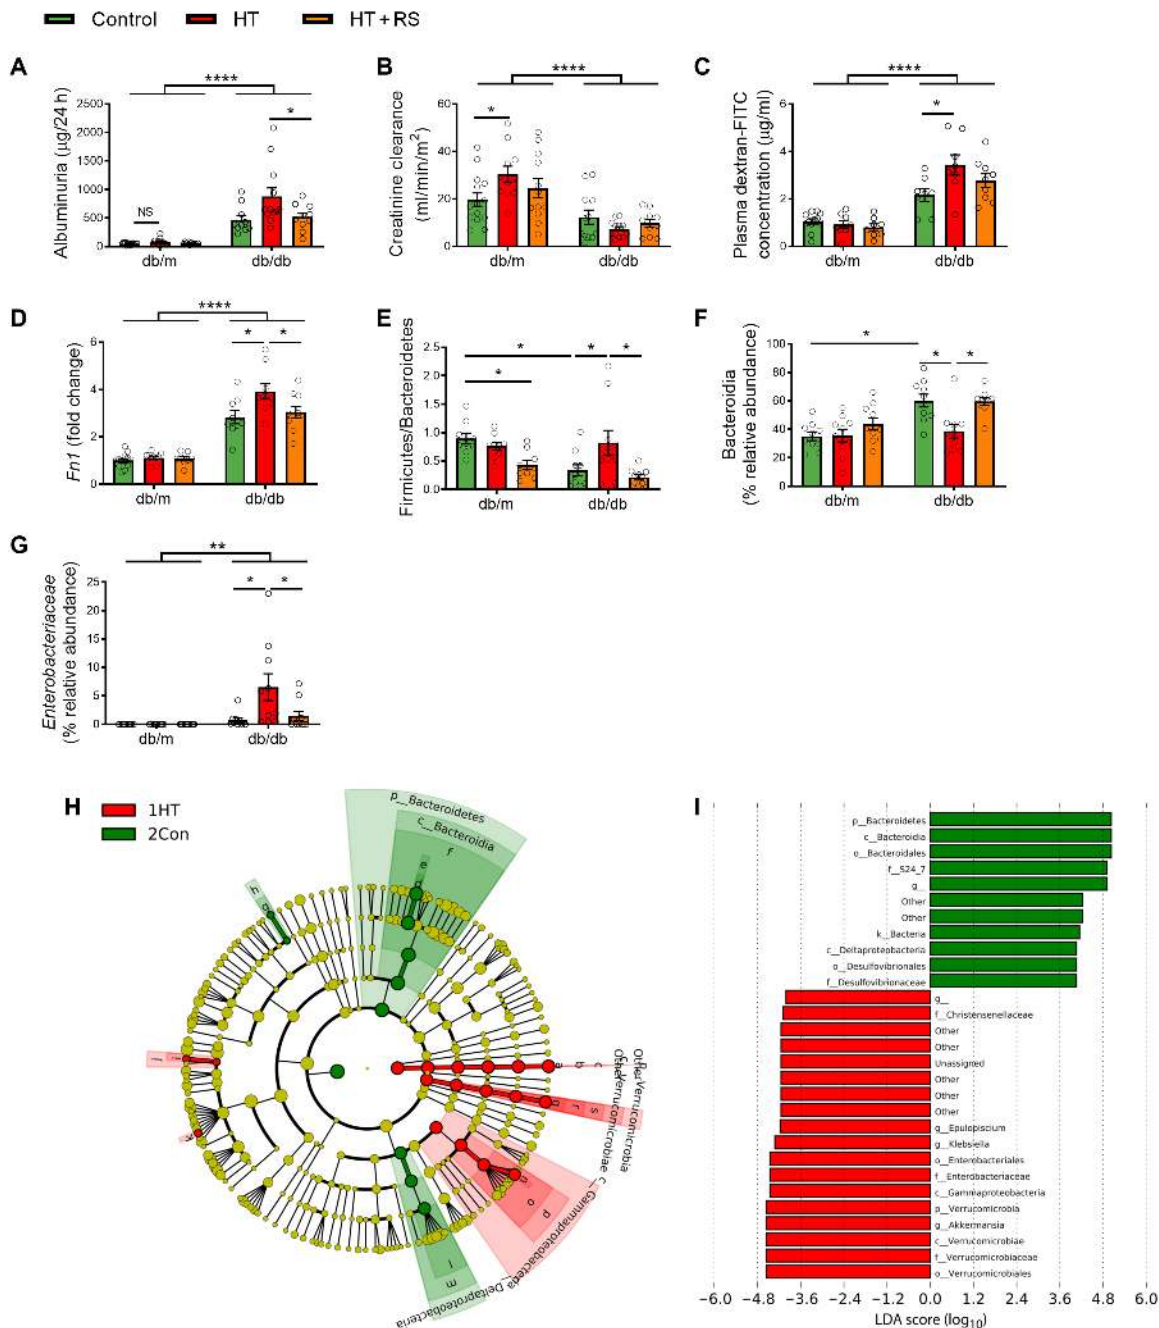 Control HT HT + RS
A
****
Albuminuria (µg/24 h)
2500
2000
1500
1000
500
0
NS
*
db/m db/db
B
****
Creatinine clearance
(ml/min/m²)
60
40
20
0
*
db/m db/db
C
****
Plasma dextran-FITC
concentration (µg/ml)
6
4
2
0
*
db/m db/db
D
****
Fn1 (fold change)
6
4
2
0
* *
db/m db/db
E
Firmicutes/Bacteroidetes
2.5
2.0
1.5
1.0
0.5
0.0
* * *
*
db/m db/db
F
Bacteroidia
(% relative abundance)
100
80
60
40
20
0
*
* *
db/m db/db
G
**
Enterobacteriaceae
(% relative abundance)
25
20
15
10
5
0
* *
db/m db/db
H
1HT
2Con
p__Bacteroidetes
c__Bacteroidia
f
e
h
g
j
i
k
b
c
q
r
s
o
p
l
m
c__Gammaproteobacteria
c__Deltaproteobacteria
I
p__Bacteroidetes
c__Bacteroidia
o__Bacteroidales
f__S24_7
g__
Other
Other
k__Bacteria
c__Deltaproteobacteria
o__Desulfovibrionales
f__Desulfovibrionaceae
g__
f__Christensenellaceae
Other
Other
Unassigned
Other
Other
Other
g__Epulopiscium
g__Klebsiella
o__Enterobacteriales
f__Enterobacteriaceae
c__Gammaproteobacteria
p__Verrucomicrobia
g__Akkermansia
c__Verrucomicrobiae
f__Verrucomicrobiaceae
o__Verrucomicrobiales
−6.0 −4.8 −3.6 −2.4 −1.2 0.0 1.2 2.4 3.6 4.8 6.0
LDA score (log₁₀)